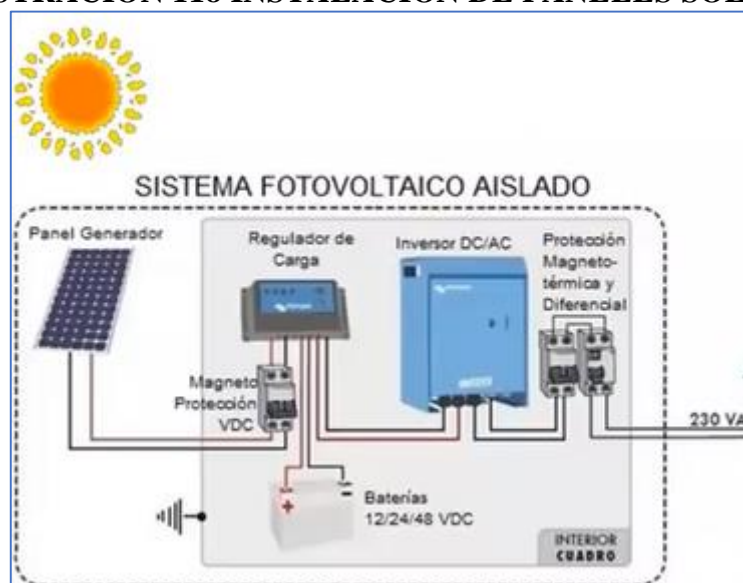 SISTEMA FOTOVOLTAICO AISLADO
Panel Generador
Regulador de
Carga
Inversor DC/AC
Protección
Magneto-
térmica y
Diferencial
Magneto
Protección
VDC
230 VA
+
-
Baterías
12/24/48 VDC
INTERIOR
CUADRO